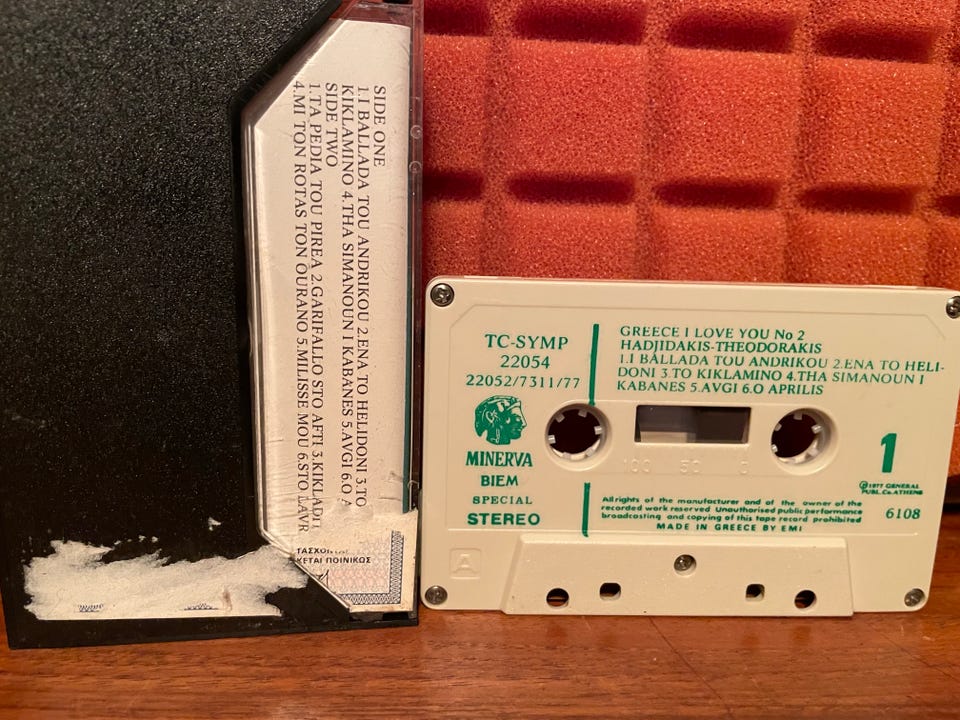 SIDE ONE
1.I BALLADA TOU ANDRIKOU 2.ENA TO HELIDONI 3.TO
KIKLAMINO 4.THA SIMANOUN I KABANES 5.AVGI 6.O
SIDE TWO
1.TA PEDIA TOU PIREA 2.GARIFALLO STO AFTI 3.KIKLADI
4.MI TON ROTAS TON OURANO 5.MILISSE MOU 6.STO LAVR
ΚΕΤΑΙ ΠΟΙΝΙΚΩΣ
TC-SYMP
22054
22052/7311/77
MINERVA
BIEM
SPECIAL
STEREO
GREECE I LOVE YOU No 2
HADJIDAKIS-THEODORAKIS
1.I BALLADA TOU ANDRIKOU 2.ENA TO HELI-
DONI 3.TO KIKLAMINO 4.THA SIMANOUN I
KABANES 5.AVGI 6.O APRILIS
100 50 0
1
Ⓟ1977 GENERAL
PUBL.Co.ATHENS
6108
All rights of the manufacturer and of the owner of the
recorded work reserved Unauthorised public performance
broadcasting and copying of this tape record prohibited
MADE IN GREECE BY EMI
A